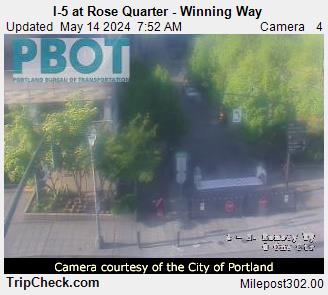 I-5 at Rose Quarter - Winning Way
Updated May 14 2024 7:52 AM Camera 4
PBOT
PORTLAND BUREAU OF TRANSPORTATION
Camera courtesy of the City of Portland
TripCheck.com Milepost302.00